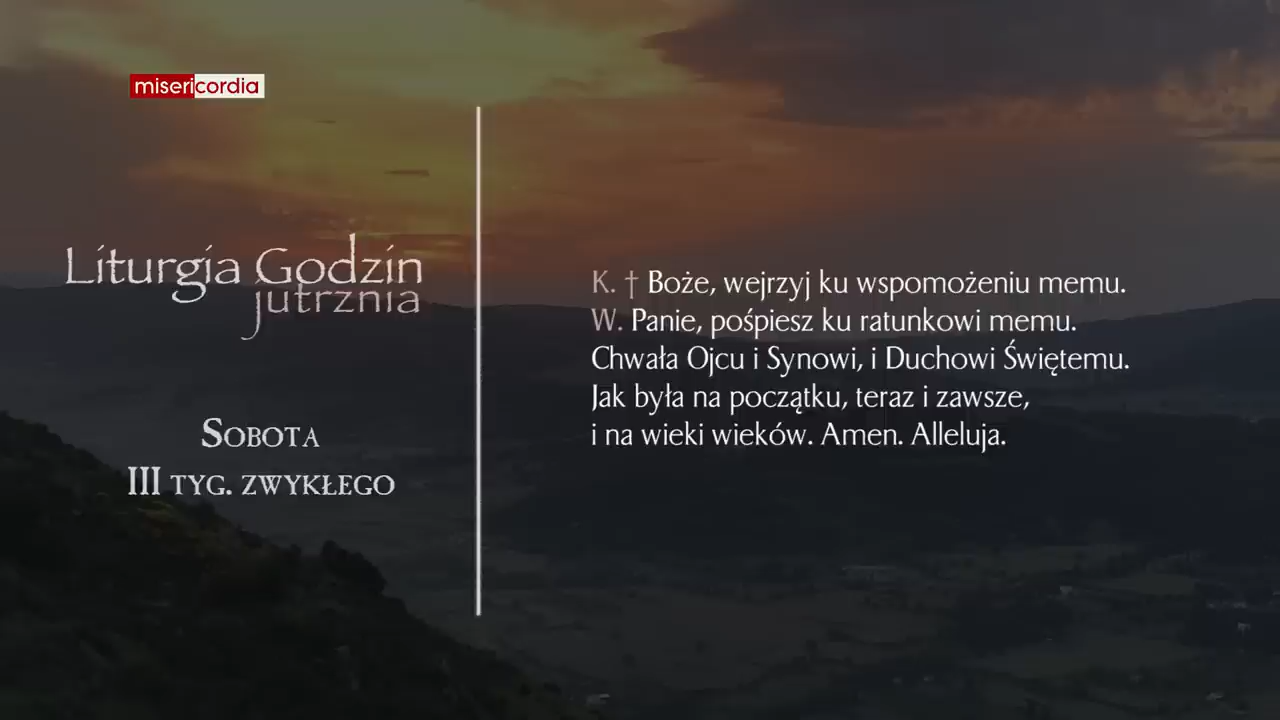 misericordia
Liturgia Godzin
jutrznia
Sobota
III tyg. zwykłego
K. † Boże, wejrzyj ku wspomożeniu memu.
W. Panie, pośpiesz ku ratunkowi memu.
Chwała Ojcu i Synowi, i Duchowi Świętemu.
Jak była na początku, teraz i zawsze,
i na wieki wieków. Amen. Alleluja.